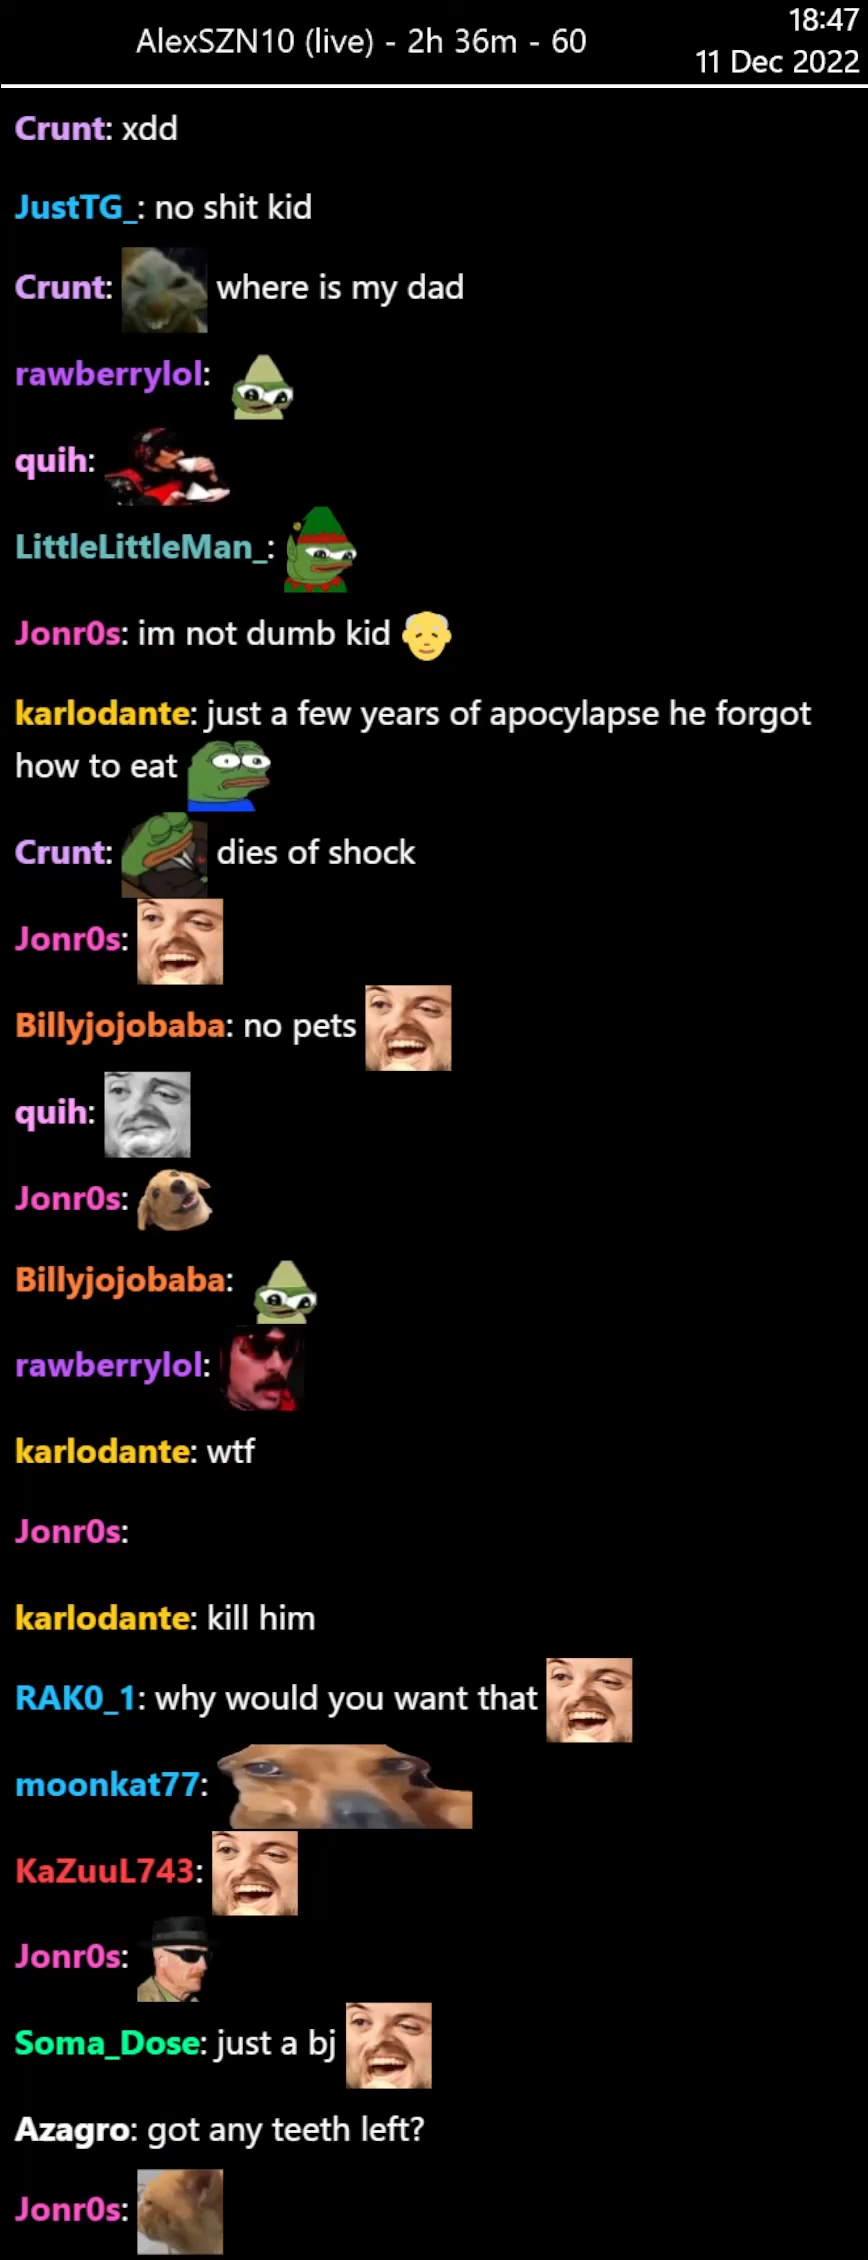 AlexSZN10 (live) - 2h 36m - 60
18:47
11 Dec 2022
Crunt: xdd
JustTG_: no shit kid
Crunt: where is my dad
rawberrylol:
quih:
LittleLittleMan_:
Jonr0s: im not dumb kid
karlodante: just a few years of apocylapse he forgot
how to eat
Crunt: dies of shock
Jonr0s:
Billyjojobaba: no pets
quih:
Jonr0s:
Billyjojobaba:
rawberrylol:
karlodante: wtf
Jonr0s:
karlodante: kill him
RAK0_1: why would you want that
moonkat77:
KaZuuL743:
Jonr0s:
Soma_Dose: just a bj
Azagro: got any teeth left?
Jonr0s: